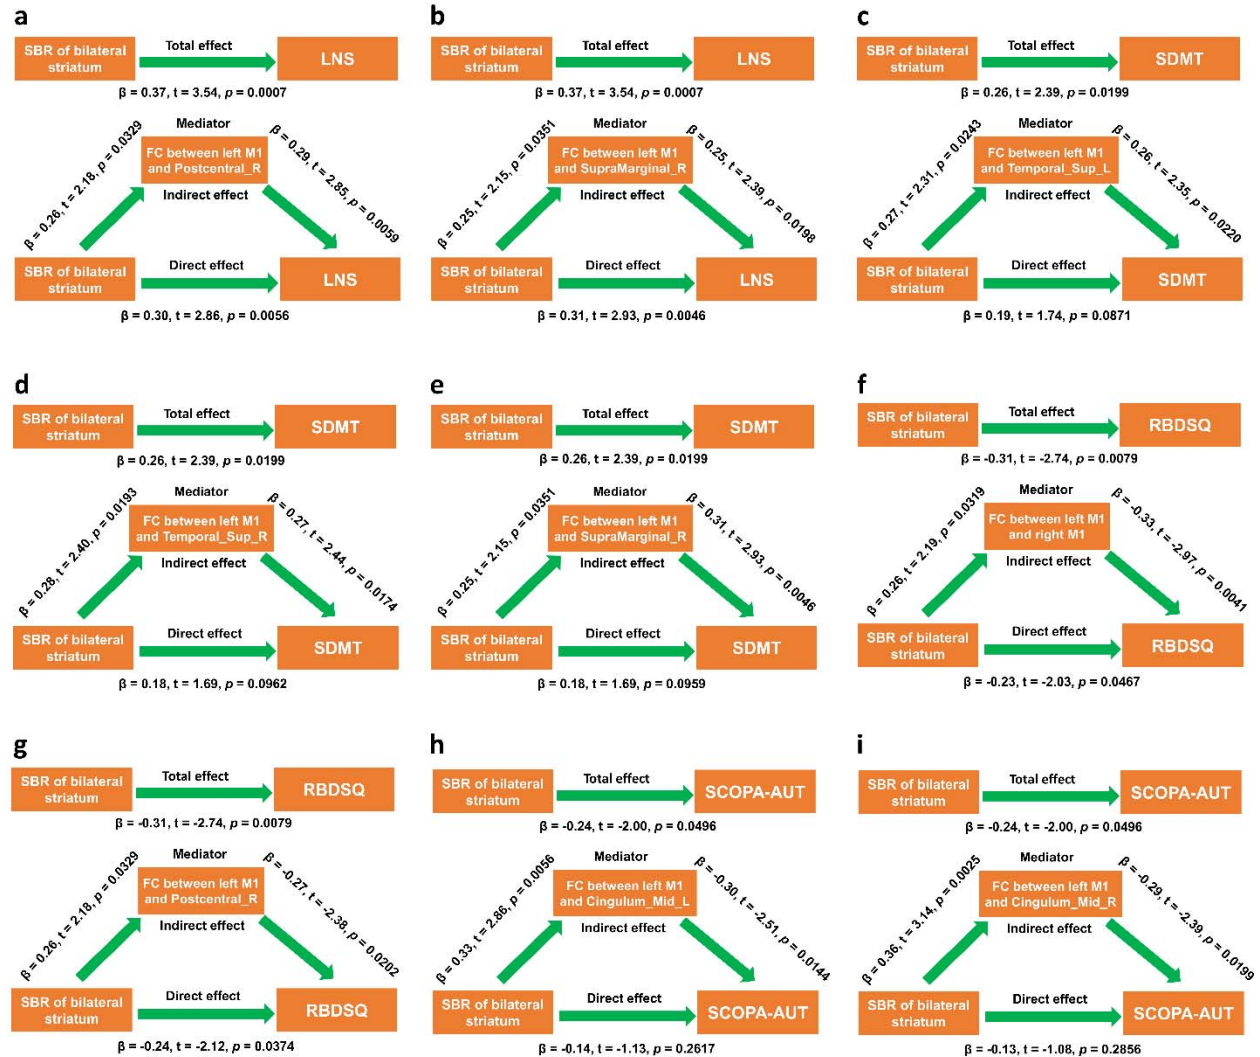 a
SBR of bilateral
striatum
Total effect
LNS
β = 0.37, t = 3.54, p = 0.0007
Mediator
β = 0.26, t = 2.18, p = 0.0329
FC between left M1
and Postcentral_R
β = 0.29, t = 2.85, p = 0.0059
Indirect effect
SBR of bilateral
striatum
Direct effect
LNS
β = 0.30, t = 2.86, p = 0.0056
b
SBR of bilateral
striatum
Total effect
LNS
β = 0.37, t = 3.54, p = 0.0007
Mediator
β = 0.25, t = 2.15, p = 0.0351
FC between left M1
and SupraMarginal_R
β = 0.25, t = 2.39, p = 0.0198
Indirect effect
SBR of bilateral
striatum
Direct effect
LNS
β = 0.31, t = 2.93, p = 0.0046
c
SBR of bilateral
striatum
Total effect
SDMT
β = 0.26, t = 2.39, p = 0.0199
Mediator
β = 0.27, t = 2.31, p = 0.0243
FC between left M1
and Temporal_Sup_L
β = 0.26, t = 2.35, p = 0.0220
Indirect effect
SBR of bilateral
striatum
Direct effect
SDMT
β = 0.19, t = 1.74, p = 0.0871
d
SBR of bilateral
striatum
Total effect
SDMT
β = 0.26, t = 2.39, p = 0.0199
Mediator
β = 0.28, t = 2.40, p = 0.0193
FC between left M1
and Temporal_Sup_R
β = 0.27, t = 2.44, p = 0.0174
Indirect effect
SBR of bilateral
striatum
Direct effect
SDMT
β = 0.18, t = 1.69, p = 0.0962
e
SBR of bilateral
striatum
Total effect
SDMT
β = 0.26, t = 2.39, p = 0.0199
Mediator
β = 0.25, t = 2.15, p = 0.0351
FC between left M1
and SupraMarginal_R
β = 0.31, t = 2.93, p = 0.0046
Indirect effect
SBR of bilateral
striatum
Direct effect
SDMT
β = 0.18, t = 1.69, p = 0.0959
f
SBR of bilateral
striatum
Total effect
RBDSQ
β = -0.31, t = -2.74, p = 0.0079
Mediator
β = 0.26, t = 2.19, p = 0.0319
FC between left M1
and right M1
β = -0.33, t = -2.97, p = 0.0041
Indirect effect
SBR of bilateral
striatum
Direct effect
RBDSQ
β = -0.23, t = -2.03, p = 0.0467
g
SBR of bilateral
striatum
Total effect
RBDSQ
β = -0.31, t = -2.74, p = 0.0079
Mediator
β = 0.26, t = 2.18, p = 0.0329
FC between left M1
and Postcentral_R
β = -0.27, t = -2.38, p = 0.0202
Indirect effect
SBR of bilateral
striatum
Direct effect
RBDSQ
β = -0.24, t = -2.12, p = 0.0374
h
SBR of bilateral
striatum
Total effect
SCOPA-AUT
β = -0.24, t = -2.00, p = 0.0496
Mediator
β = 0.33, t = 2.86, p = 0.0056
FC between left M1
and Cingulum_Mid_L
β = -0.30, t = -2.51, p = 0.0144
Indirect effect
SBR of bilateral
striatum
Direct effect
SCOPA-AUT
β = -0.14, t = -1.13, p = 0.2617
i
SBR of bilateral
striatum
Total effect
SCOPA-AUT
β = -0.24, t = -2.00, p = 0.0496
Mediator
β = 0.36, t = 3.14, p = 0.0025
FC between left M1
and Cingulum_Mid_R
β = -0.29, t = -2.39, p = 0.0199
Indirect effect
SBR of bilateral
striatum
Direct effect
SCOPA-AUT
β = -0.13, t = -1.08, p = 0.2856